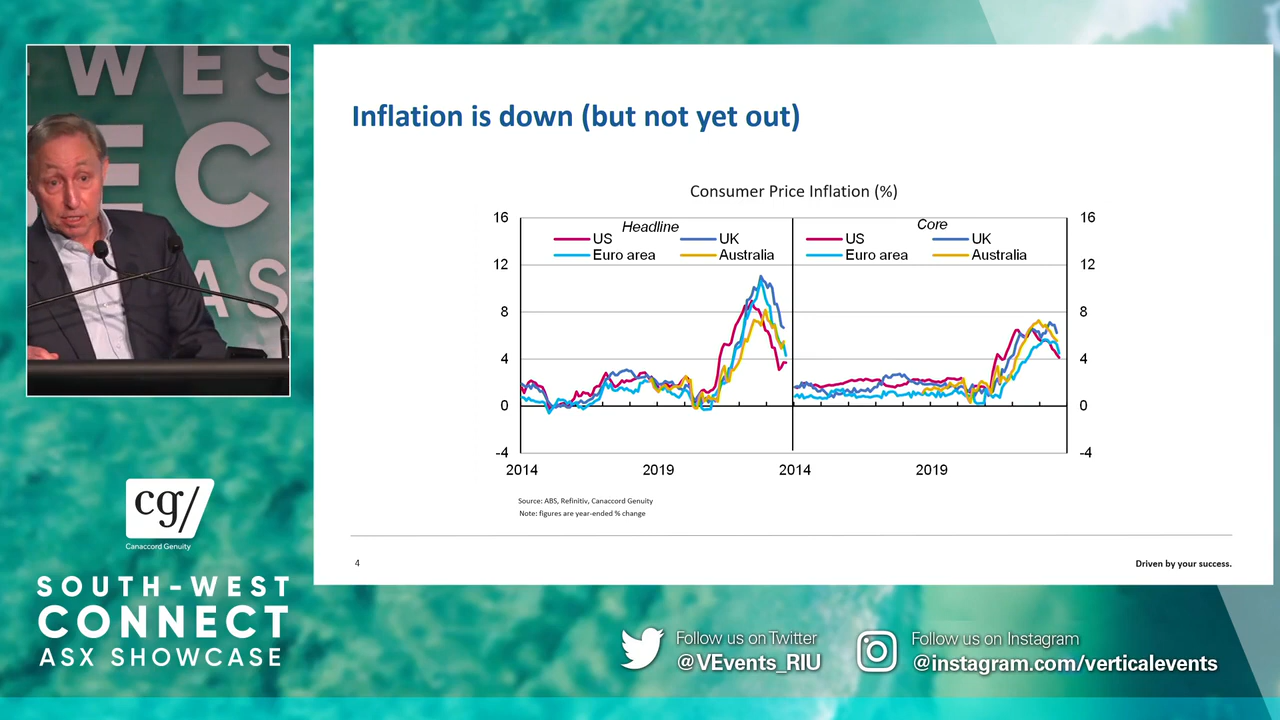 - WES
EC
AS
cg/
Canaccord Genuity
SOUTH-WEST
CONNECT
ASX SHOWCASE
Inflation is down (but not yet out)
Consumer Price Inflation (%)
Headline
Core
US
UK
Euro area
Australia
US
UK
Euro area
Australia
16
12
8
4
0
-4
16
12
8
4
0
-4
2014
2019
2014
2019
Source: ABS, Refinitiv, Canaccord Genuity
Note: figures are year-ended % change
4
Driven by your success.
Follow us on Twitter
@VEvents_RIU
Follow us on Instagram
@instagram.com/verticalevents